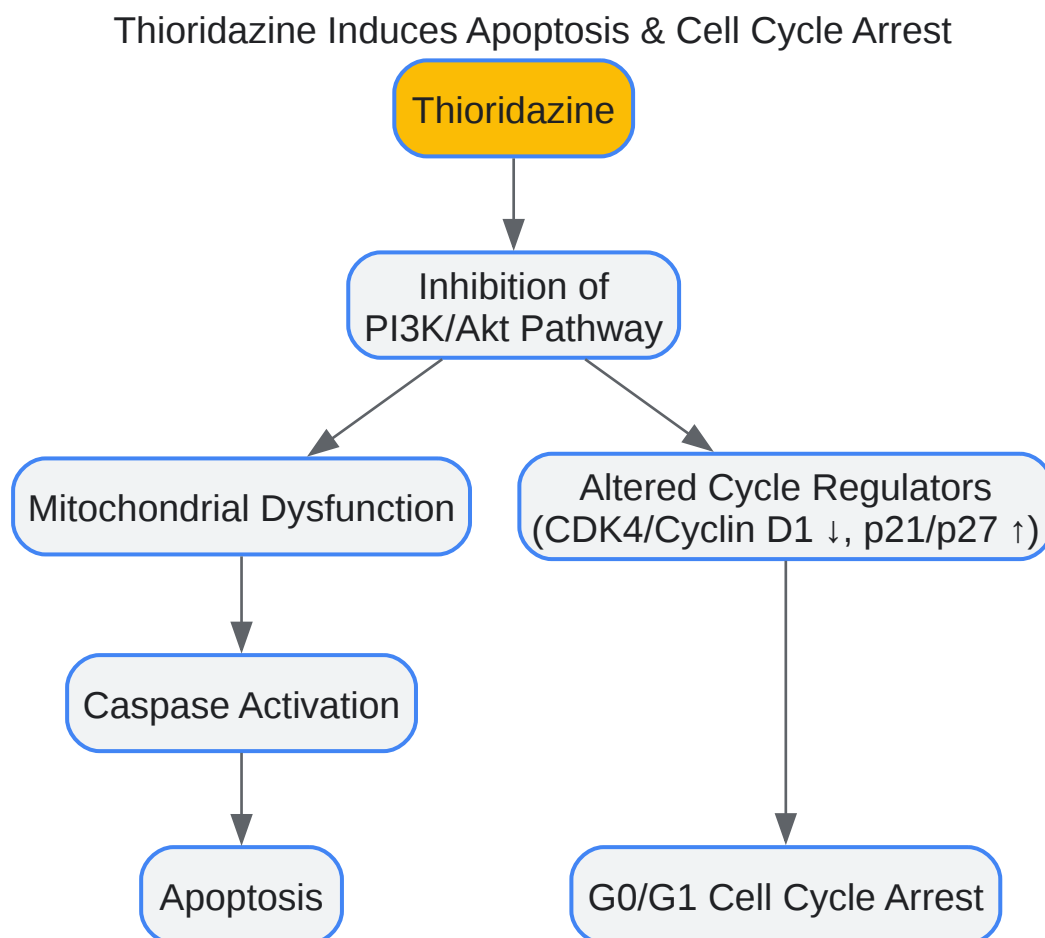 Thioridazine Induces Apoptosis & Cell Cycle Arrest
Thioridazine
Inhibition of
PI3K/Akt Pathway
Mitochondrial Dysfunction
Altered Cycle Regulators
(CDK4/Cyclin D1 ↓, p21/p27 ↑)
Caspase Activation
Apoptosis
G0/G1 Cell Cycle Arrest